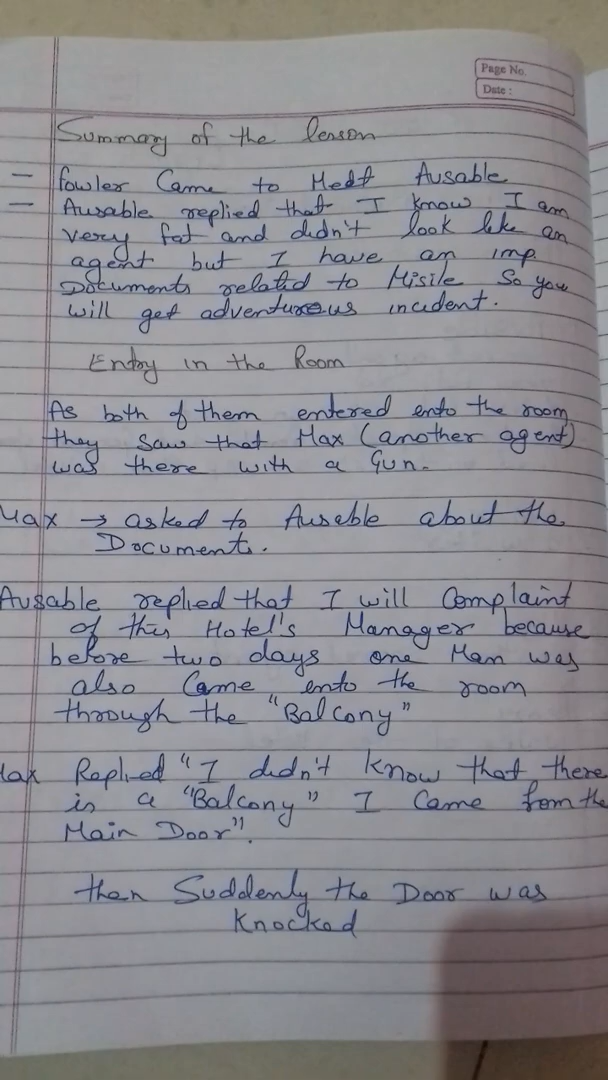 Page No.
Date :
Summary of the lesson
– fowler Came to Meet Ausable
– Ausable replied that I know I am
very fat and didn't look like an
agent but I have an imp.
Documents related to Misile So you
will get adventureous incident.
Entry in the Room
As both of them entered ento the room
they saw that Max (another agent)
was there with a Gun.
Max → asked to Auseble about the
Documents.
Ausable replied that I will Complaint
of this Hotel's Manager because
before two days one Man was
also Came ento the room
through the "Balcony"
Max Replied "I didn't know that there
is a "Balcony" I Came from the
Main Door".
then Suddenly the Door was
Knocked